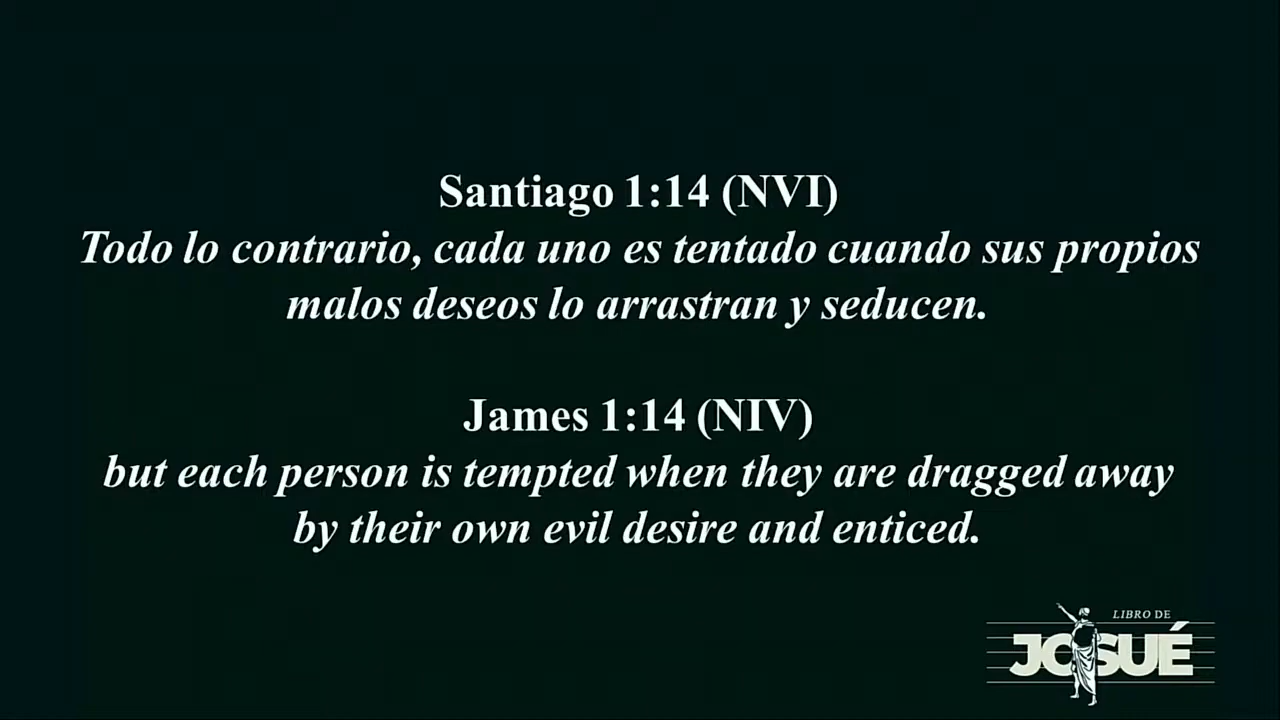 Santiago 1:14 (NVI)
Todo lo contrario, cada uno es tentado cuando sus propios
malos deseos lo arrastran y seducen.
James 1:14 (NIV)
but each person is tempted when they are dragged away
by their own evil desire and enticed.
LIBRO DE
JOSUÉ